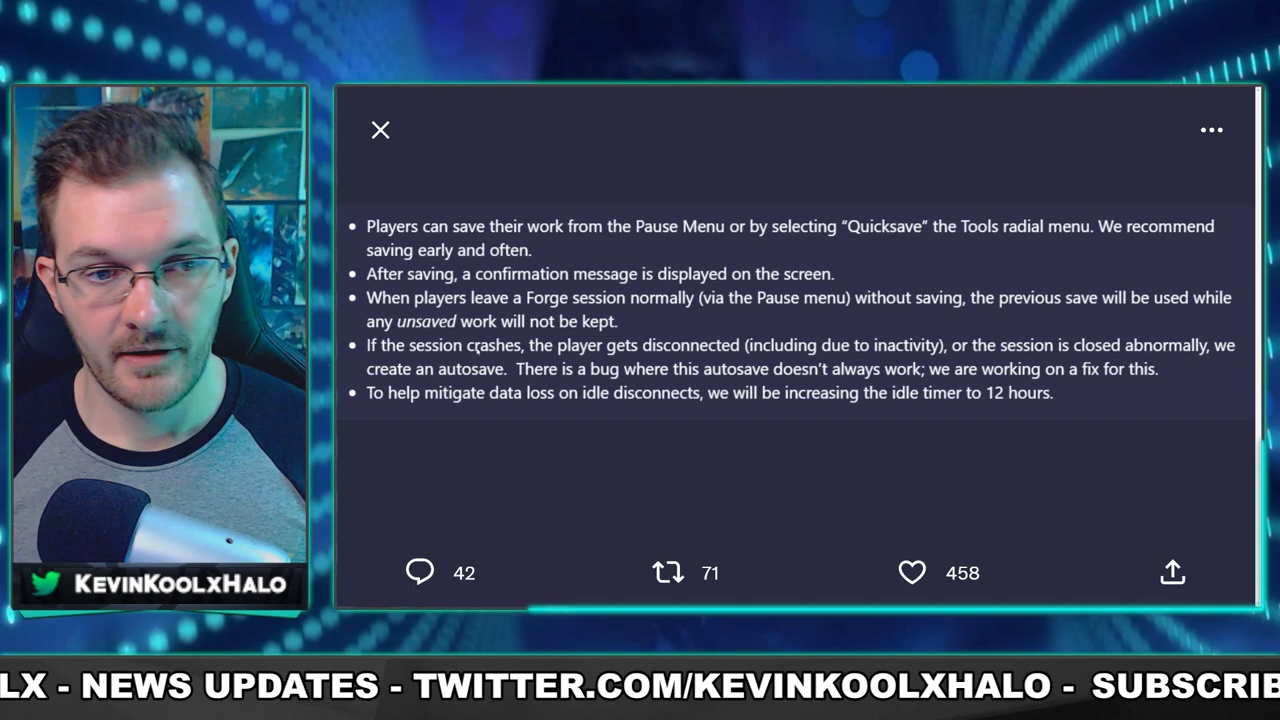 Players can save their work from the Pause Menu or by selecting “Quicksave” the Tools radial menu. We recommend
saving early and often.
After saving, a confirmation message is displayed on the screen.
When players leave a Forge session normally (via the Pause menu) without saving, the previous save will be used while
any unsaved work will not be kept.
If the session crashes, the player gets disconnected (including due to inactivity), or the session is closed abnormally, we
create an autosave. There is a bug where this autosave doesn’t always work; we are working on a fix for this.
To help mitigate data loss on idle disconnects, we will be increasing the idle timer to 12 hours.
42
71
458
KEVINKOOLXHALO
LX - NEWS UPDATES - TWITTER.COM/KEVINKOOLXHALO - SUBSCRIB